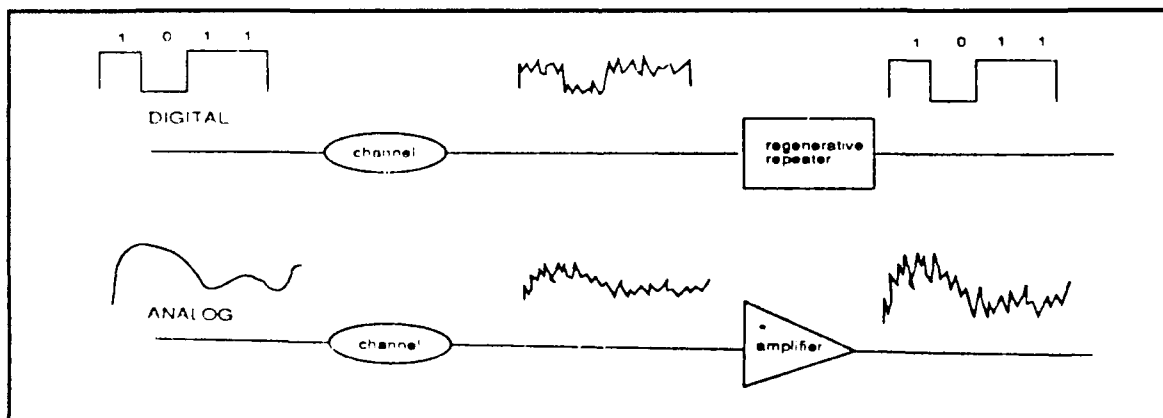 1 0 1 1
1 0 1 1
DIGITAL
channel
regenerative
repeater
ANALOG
channel
amplifier